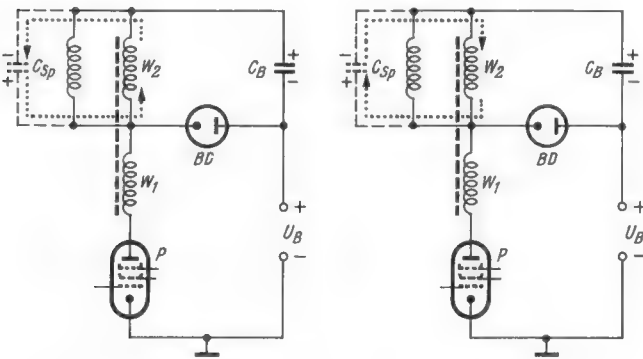 − C_Sp + W_2 + C_B −
BD
W_1
P
+ U_B −
− C_Sp + W_2 + C_B −
BD
W_1
P
+ U_B −